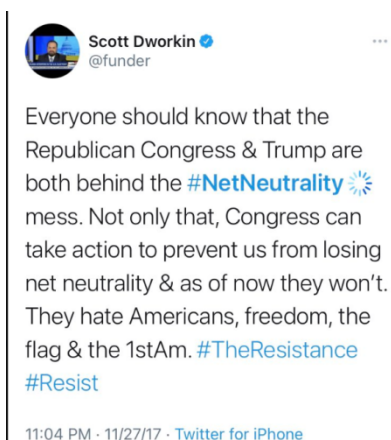 Scott Dworkin
@funder
Everyone should know that the
Republican Congress & Trump are
both behind the #NetNeutrality
mess. Not only that, Congress can
take action to prevent us from losing
net neutrality & as of now they won't.
They hate Americans, freedom, the
flag & the 1stAm. #TheResistance
#Resist
11:04 PM · 11/27/17 · Twitter for iPhone